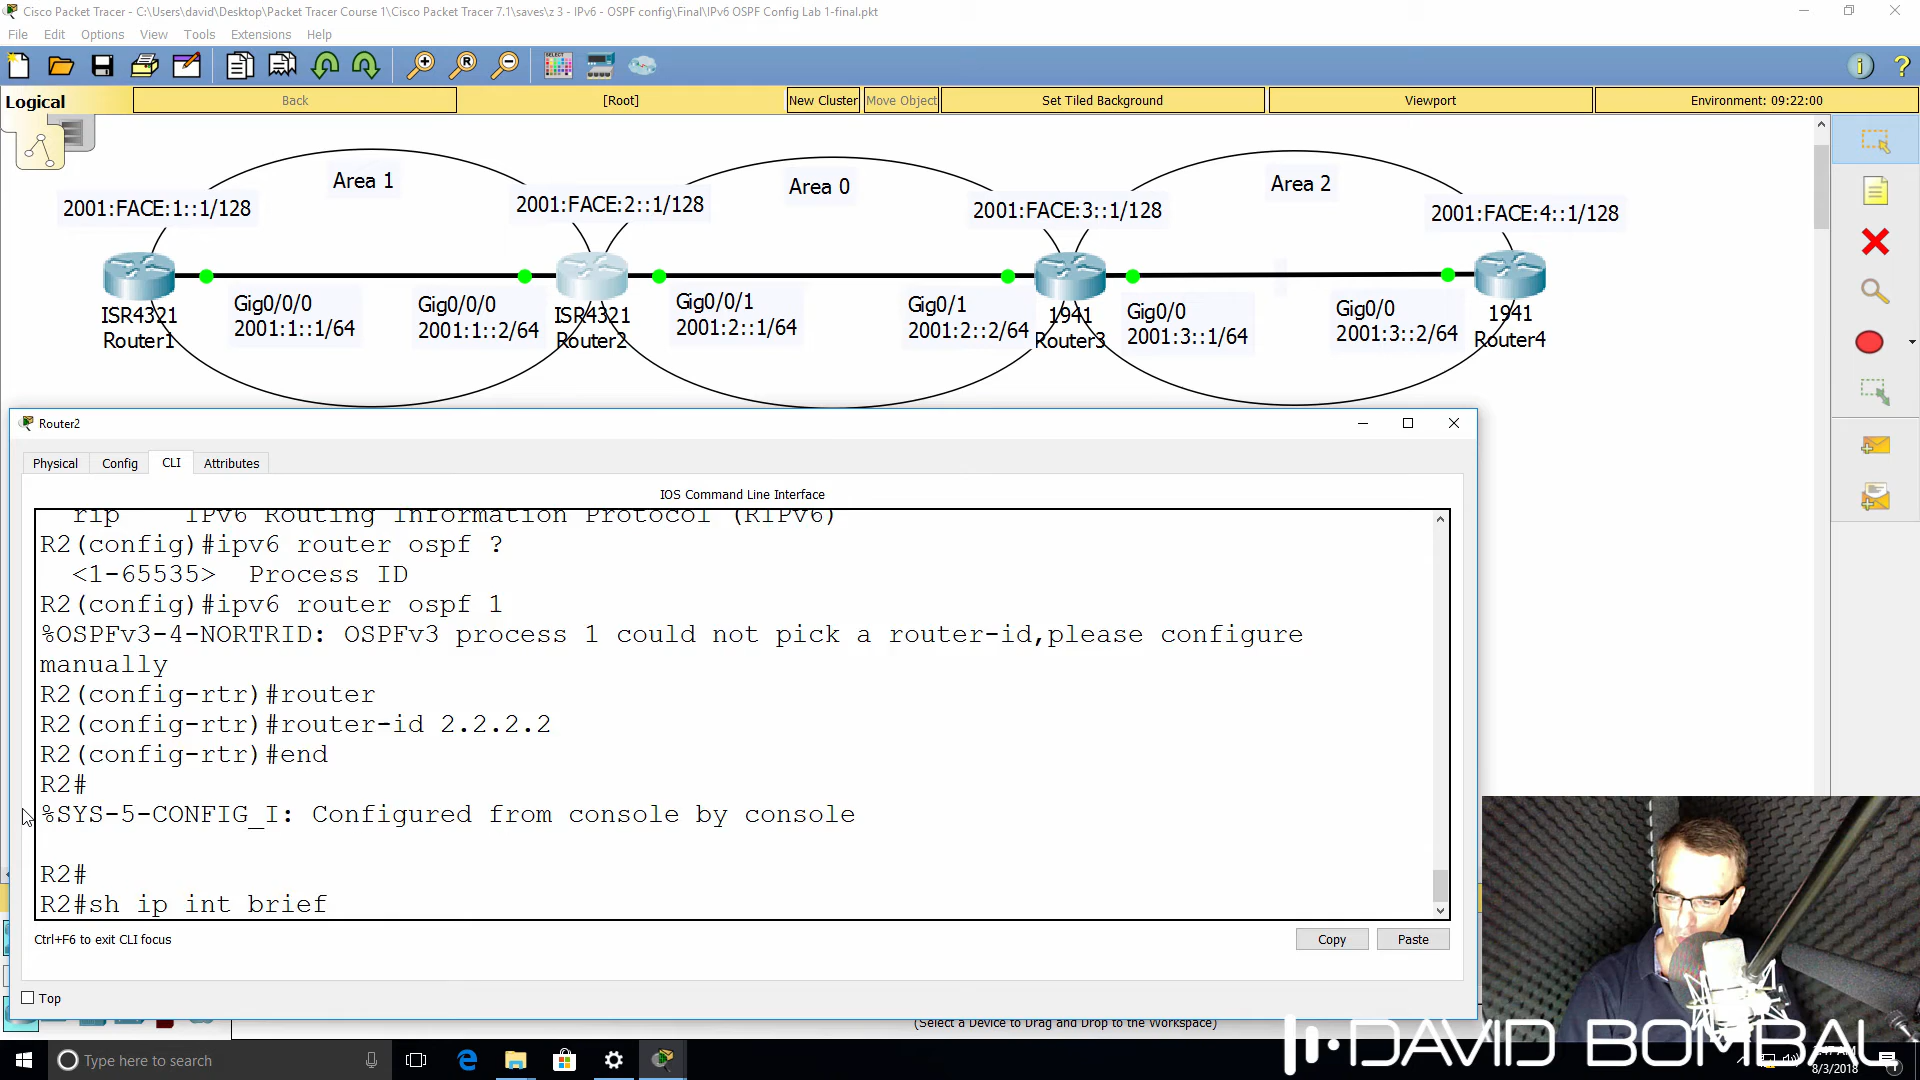 Cisco Packet Tracer - C:\Users\david\Desktop\Packet Tracer Course 1\Cisco Packet Tracer 7.1\saves\z 3 - IPv6 - OSPF config\Final\IPv6 OSPF Config Lab 1-final.pkt
File Edit Options View Tools Extensions Help
Logical Back [Root] New Cluster Move Object Set Tiled Background Viewport Environment: 09:22:00
Area 1 Area 0 Area 2
2001:FACE:1::1/128 2001:FACE:2::1/128 2001:FACE:3::1/128 2001:FACE:4::1/128
Gig0/0/0 Gig0/0/0 Gig0/0/1 Gig0/1 Gig0/0 Gig0/0
2001:1::1/64 2001:1::2/64 2001:2::1/64 2001:2::2/64 2001:3::1/64 2001:3::2/64
ISR4321 ISR4321 1941 1941
Router1 Router2 Router3 Router4
Router2
Physical Config CLI Attributes
IOS Command Line Interface
rip IPv6 Routing Information Protocol (RIPv6)
R2(config)#ipv6 router ospf ?
<1-65535> Process ID
R2(config)#ipv6 router ospf 1
%OSPFv3-4-NORTRID: OSPFv3 process 1 could not pick a router-id,please configure
manually
R2(config-rtr)#router
R2(config-rtr)#router-id 2.2.2.2
R2(config-rtr)#end
R2#
%SYS-5-CONFIG_I: Configured from console by console
R2#
R2#sh ip int brief
Ctrl+F6 to exit CLI focus Copy Paste
Top
(Select a Device to Drag and Drop to the Workspace)
DAVID BOMBAL
Type here to search
8/3/2018